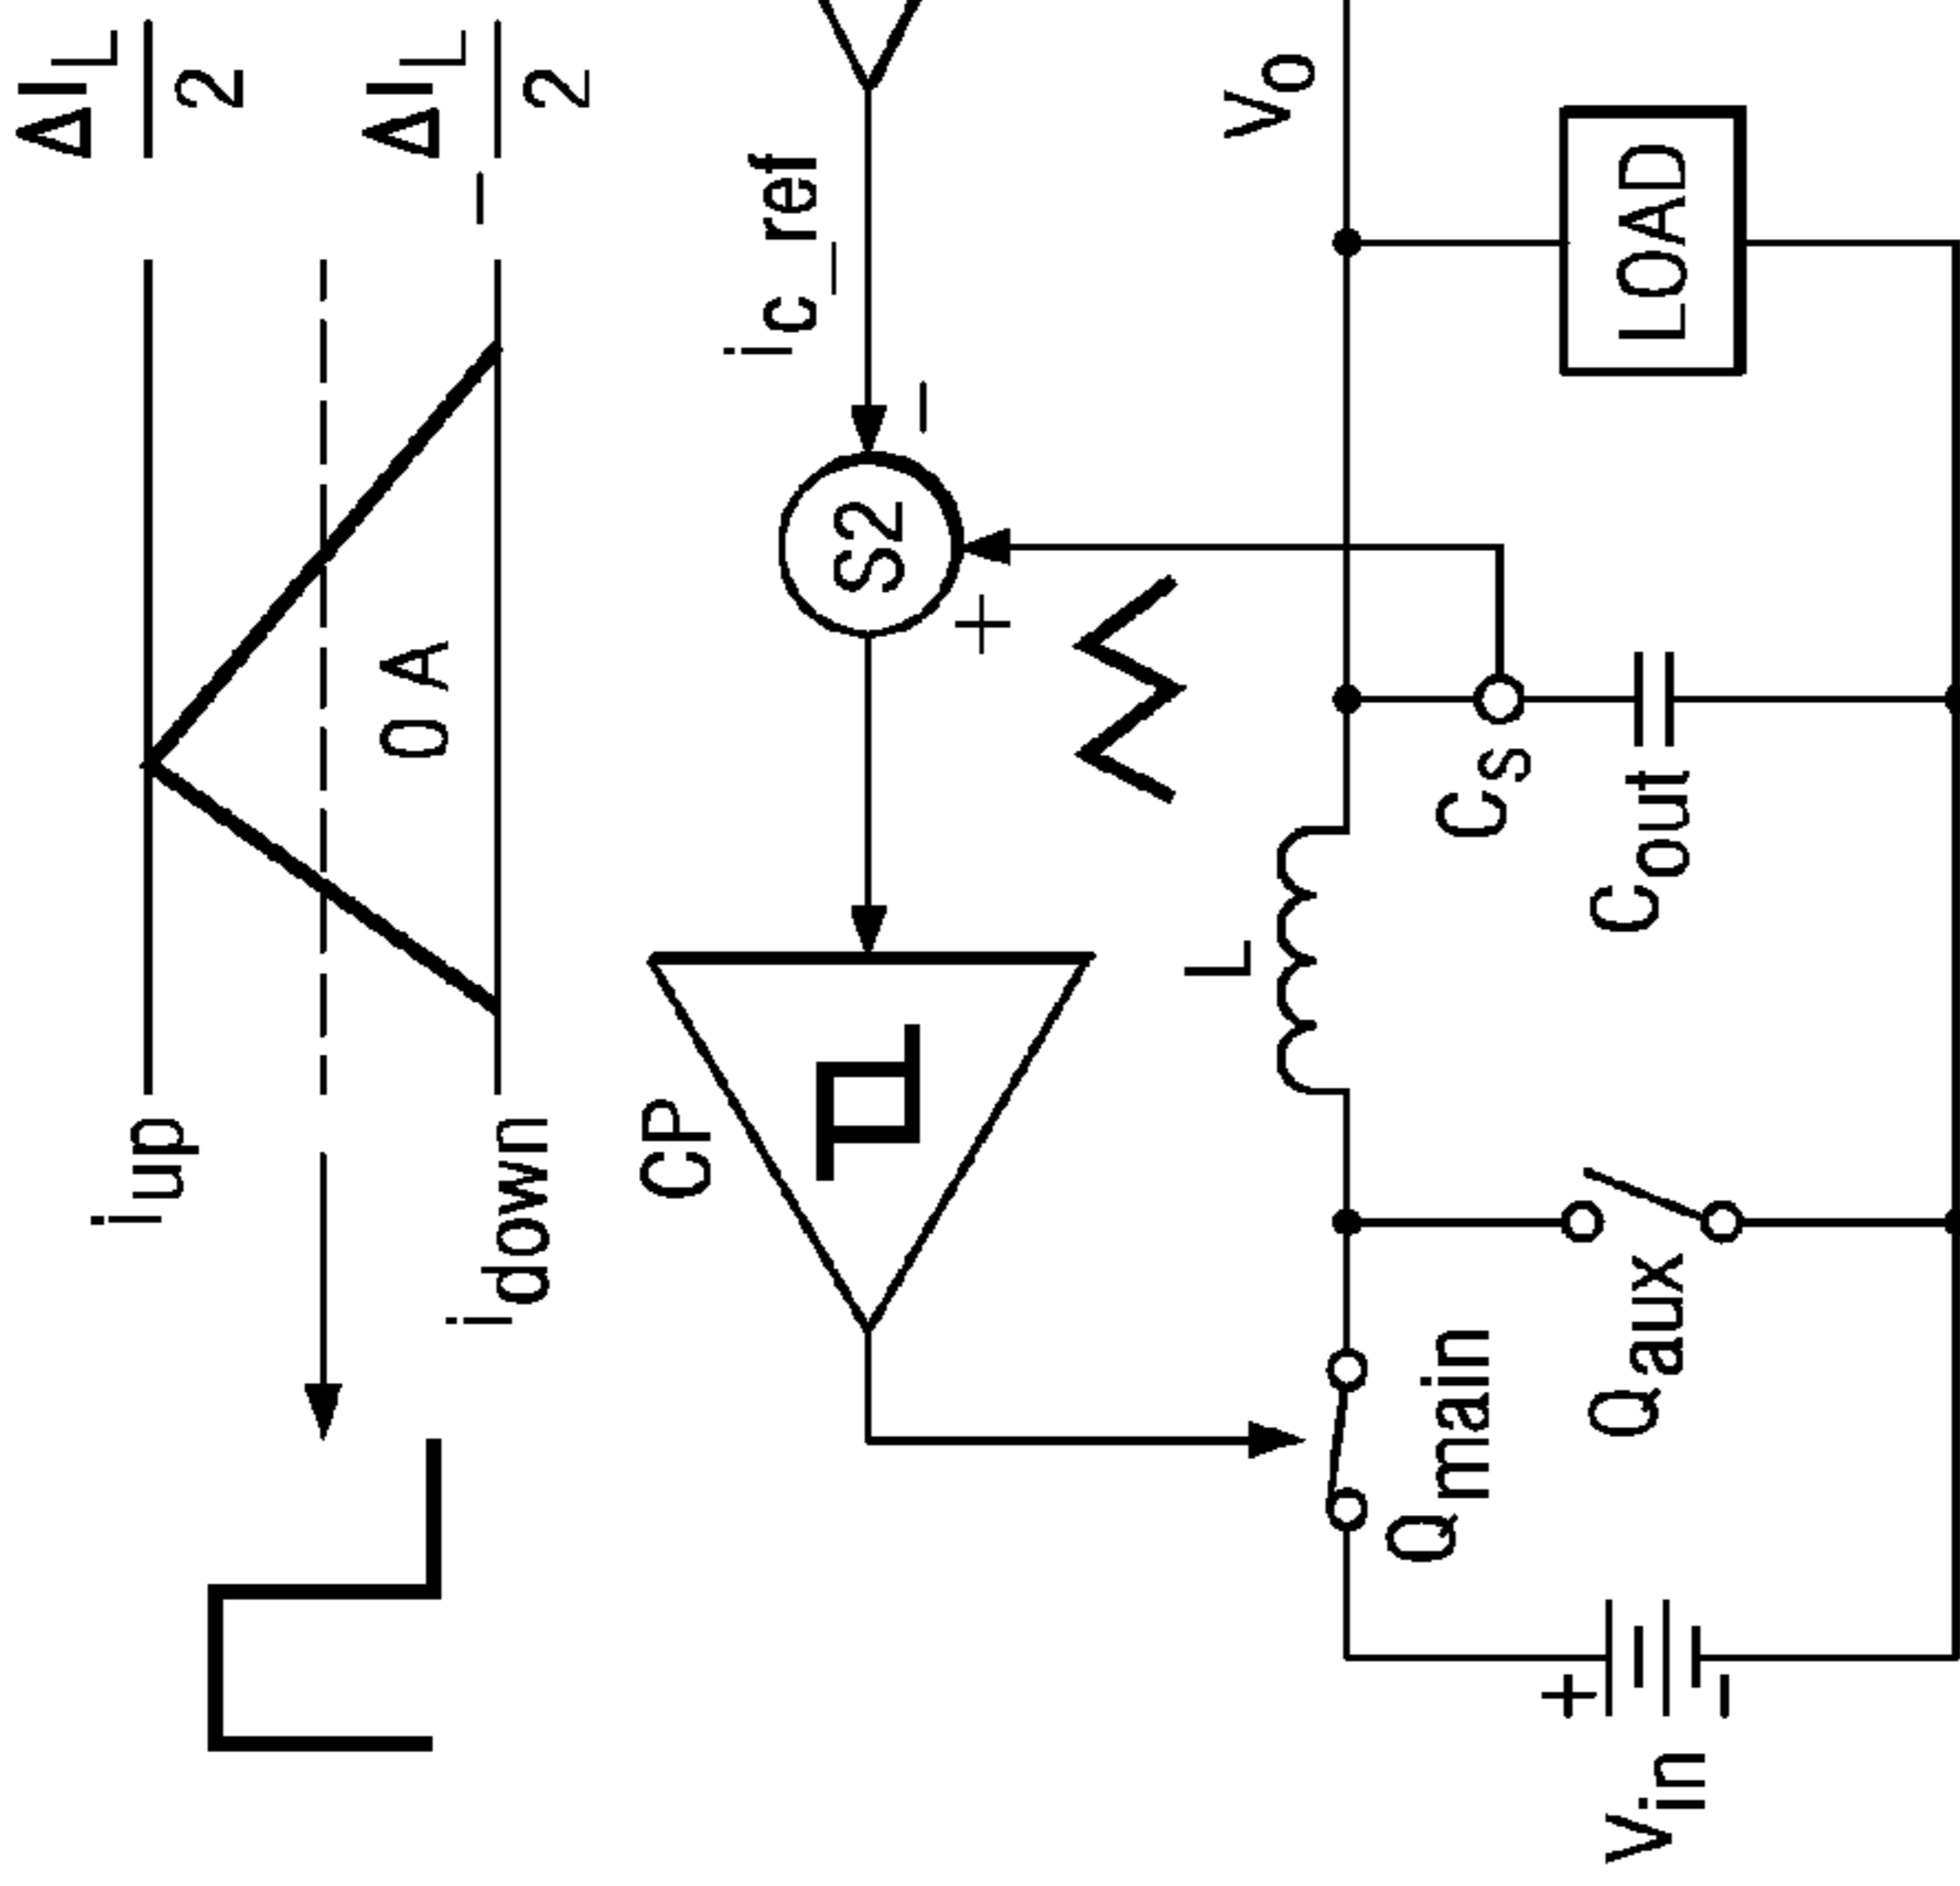 i_up
ΔI_L
2
0 A
i_down
− ΔI_L
2
CP
i_c_ref
S2
−
+
L
V_o
C_s
Q_main
C_out
LOAD
Q_aux
+
V_in
−